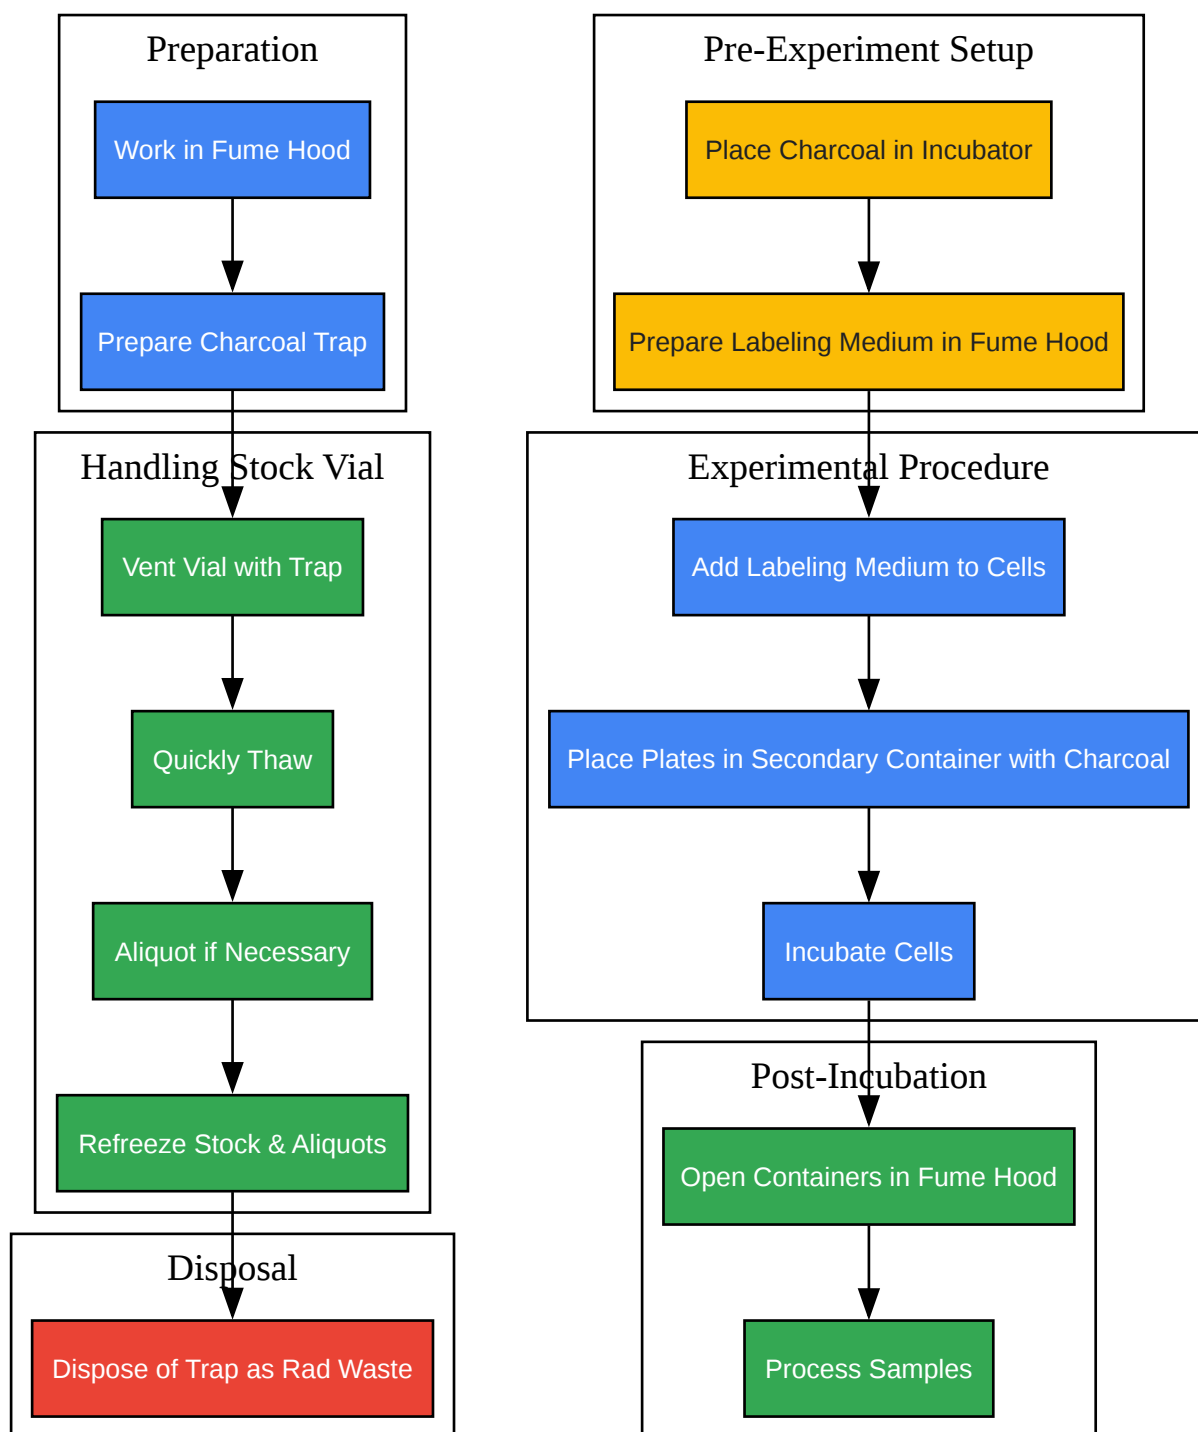 Preparation
Work in Fume Hood
Prepare Charcoal Trap
Handling Stock Vial
Vent Vial with Trap
Quickly Thaw
Aliquot if Necessary
Refreeze Stock & Aliquots
Disposal
Dispose of Trap as Rad Waste
Pre-Experiment Setup
Place Charcoal in Incubator
Prepare Labeling Medium in Fume Hood
Experimental Procedure
Add Labeling Medium to Cells
Place Plates in Secondary Container with Charcoal
Incubate Cells
Post-Incubation
Open Containers in Fume Hood
Process Samples